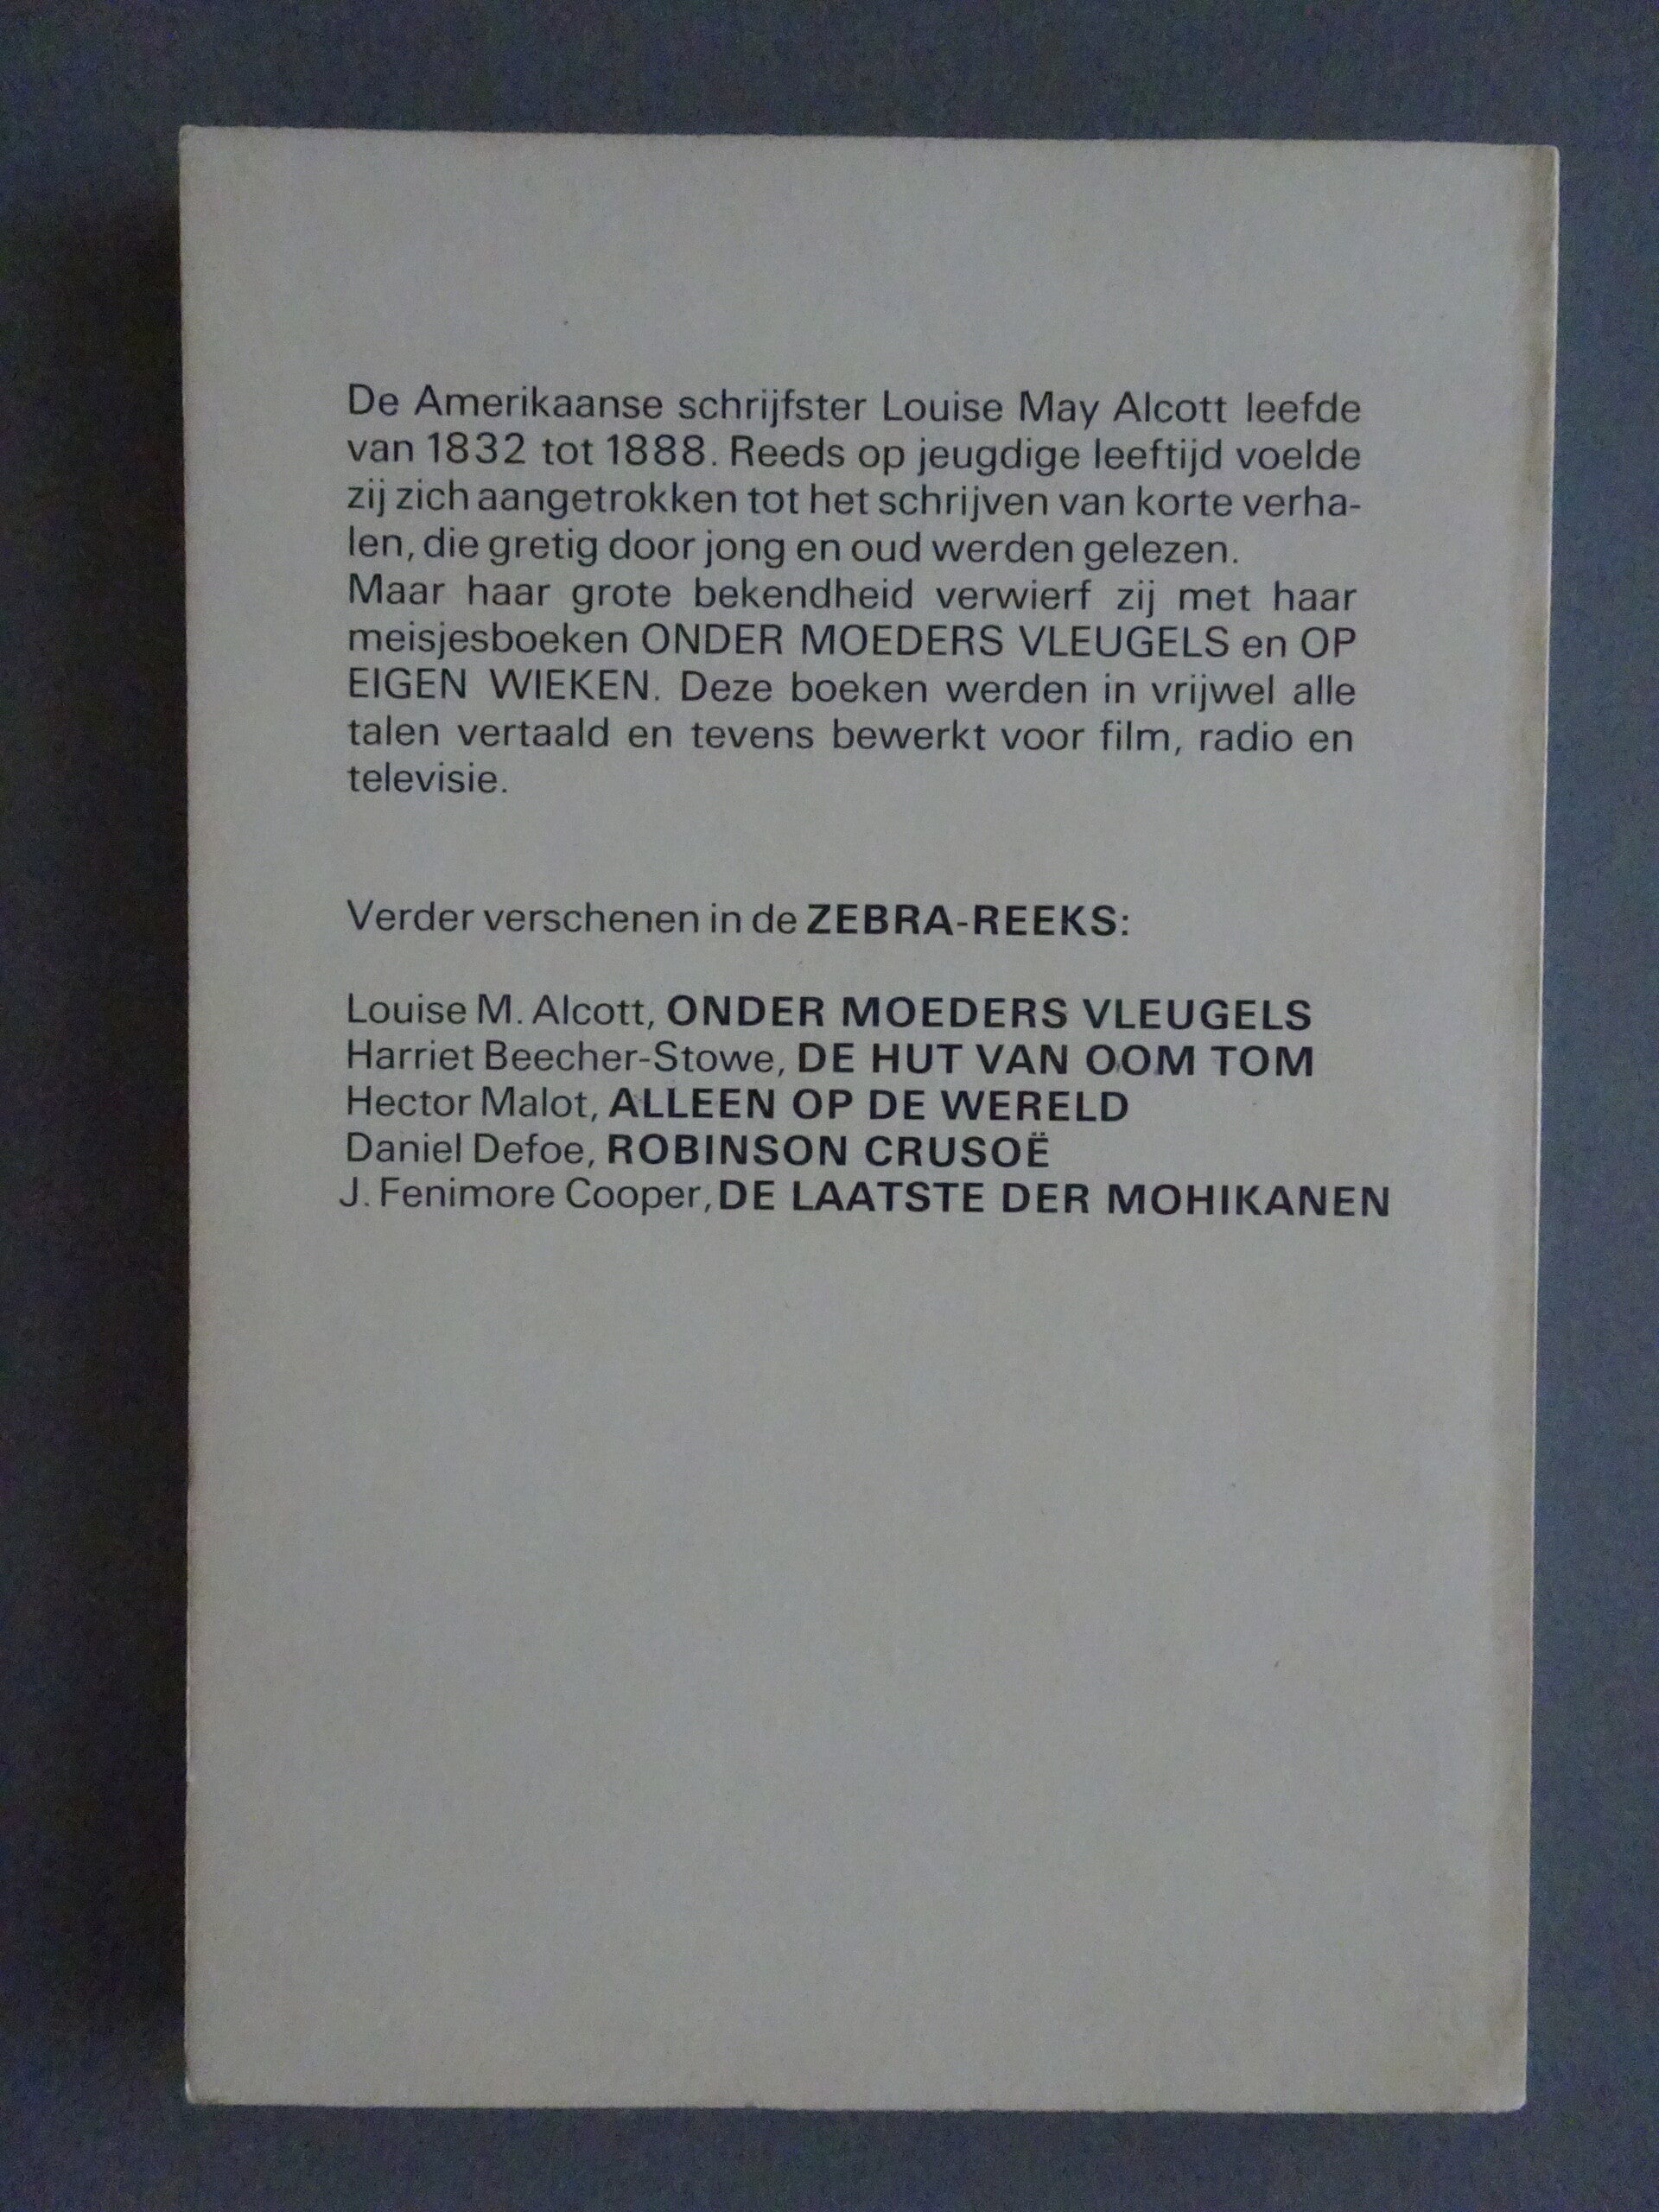 De Amerikaanse schrijfster Louise May Alcott leefde
van 1832 tot 1888. Reeds op jeugdige leeftijd voelde
zij zich aangetrokken tot het schrijven van korte verha-
len, die gretig door jong en oud werden gelezen.
Maar haar grote bekendheid verwierf zij met haar
meisjesboeken ONDER MOEDERS VLEUGELS en OP
EIGEN WIEKEN. Deze boeken werden in vrijwel alle
talen vertaald en tevens bewerkt voor film, radio en
televisie.
Verder verschenen in de ZEBRA-REEKS:
Louise M. Alcott, ONDER MOEDERS VLEUGELS
Harriet Beecher-Stowe, DE HUT VAN OOM TOM
Hector Malot, ALLEEN OP DE WERELD
Daniel Defoe, ROBINSON CRUSOË
J. Fenimore Cooper, DE LAATSTE DER MOHIKANEN